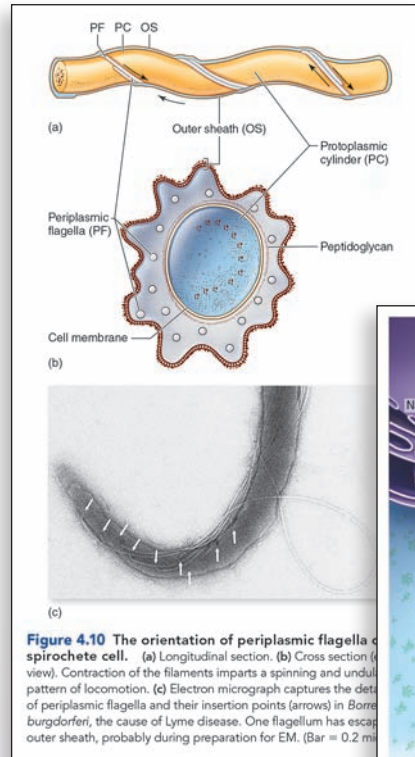 PF PC OS
(a)
Outer sheath (OS)
Protoplasmic
cylinder (PC)
Periplasmic
flagella (PF)
Peptidoglycan
Cell membrane
(b)
(c)
Figure 4.10 The orientation of periplasmic flagella
spirochete cell. (a) Longitudinal section. (b) Cross section
view). Contraction of the filaments imparts a spinning and
pattern of locomotion. (c) Electron micrograph captures the
of periplasmic flagella and their insertion points (arrows) in
burgdorferi, the cause of Lyme disease. One flagellum has
outer sheath, probably during preparation for EM. (Bar = 0.2
N